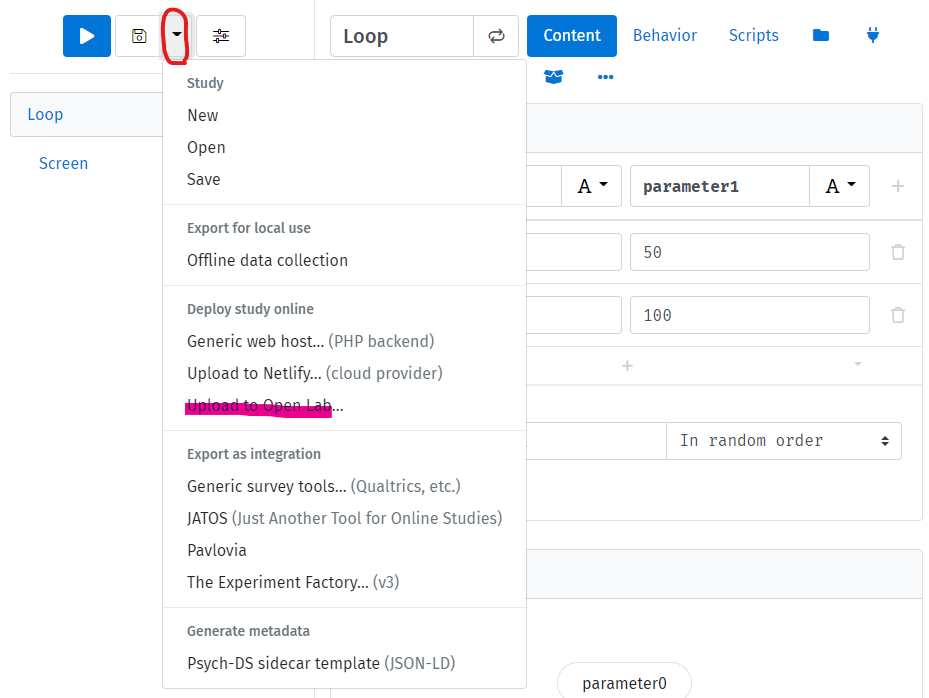 Loop
Content
Behavior
Scripts
Study
New
Open
Save
Export for local use
Offline data collection
Deploy study online
Generic web host... (PHP backend)
Upload to Netlify... (cloud provider)
Upload to Open Lab...
Export as integration
Generic survey tools... (Qualtrics, etc.)
JATOS (Just Another Tool for Online Studies)
Pavlovia
The Experiment Factory... (v3)
Generate metadata
Psych-DS sidecar template (JSON-LD)
Loop
Screen
A
parameter1
A
50
100
In random order
parameter0